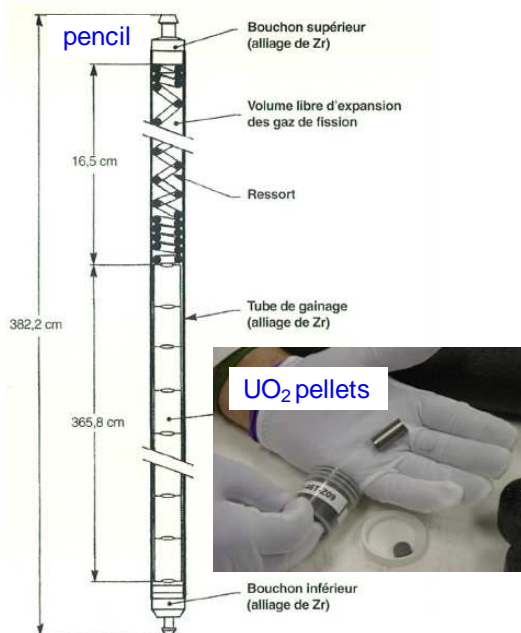 pencil
Bouchon supérieur
(alliage de Zr)
Volume libre d'expansion
des gaz de fission
16,5 cm
Ressort
Tube de gainage
(alliage de Zr)
382,2 cm
UO₂ pellets
365,8 cm
Bouchon inférieur
(alliage de Zr)